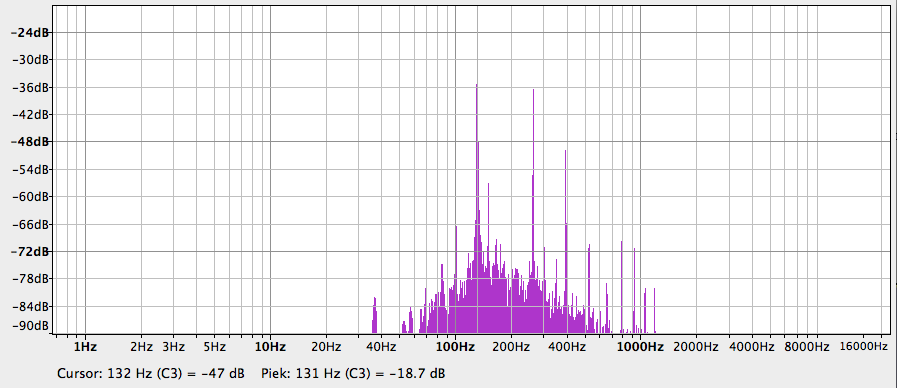 -24dB
-30dB
-36dB
-42dB
-48dB
-54dB
-60dB
-66dB
-72dB
-78dB
-84dB
-90dB
1Hz 2Hz 3Hz 5Hz 10Hz 20Hz 40Hz 100Hz 200Hz 400Hz 1000Hz 2000Hz 4000Hz 8000Hz 16000Hz
Cursor: 132 Hz (C3) = -47 dB Piek: 131 Hz (C3) = -18.7 dB